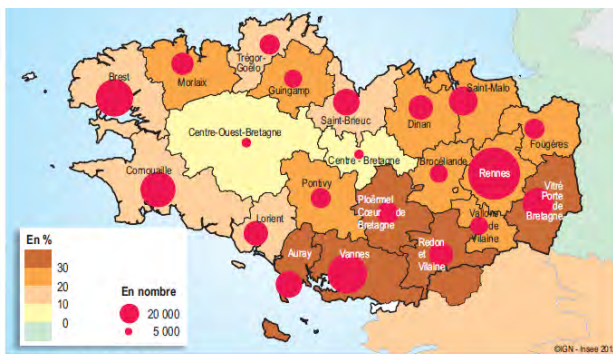 Trégor-
Goëlo
Brest
Morlaix
Guingamp
Saint-Malo
Saint-Brieuc
Dinan
Fougères
Centre-Ouest-Bretagne
Centre - Bretagne
Brocéliande
Rennes
Cornouaille
Pontivy
Ploërmel
Cœur de
Bretagne
Vitré
Porte
de
Bretagne
Vallons
de
Vilaine
Lorient
Redon
et
Vilaine
Auray
Vannes
En %
30
20
10
0
En nombre
20 000
5 000
©IGN - Insee 201